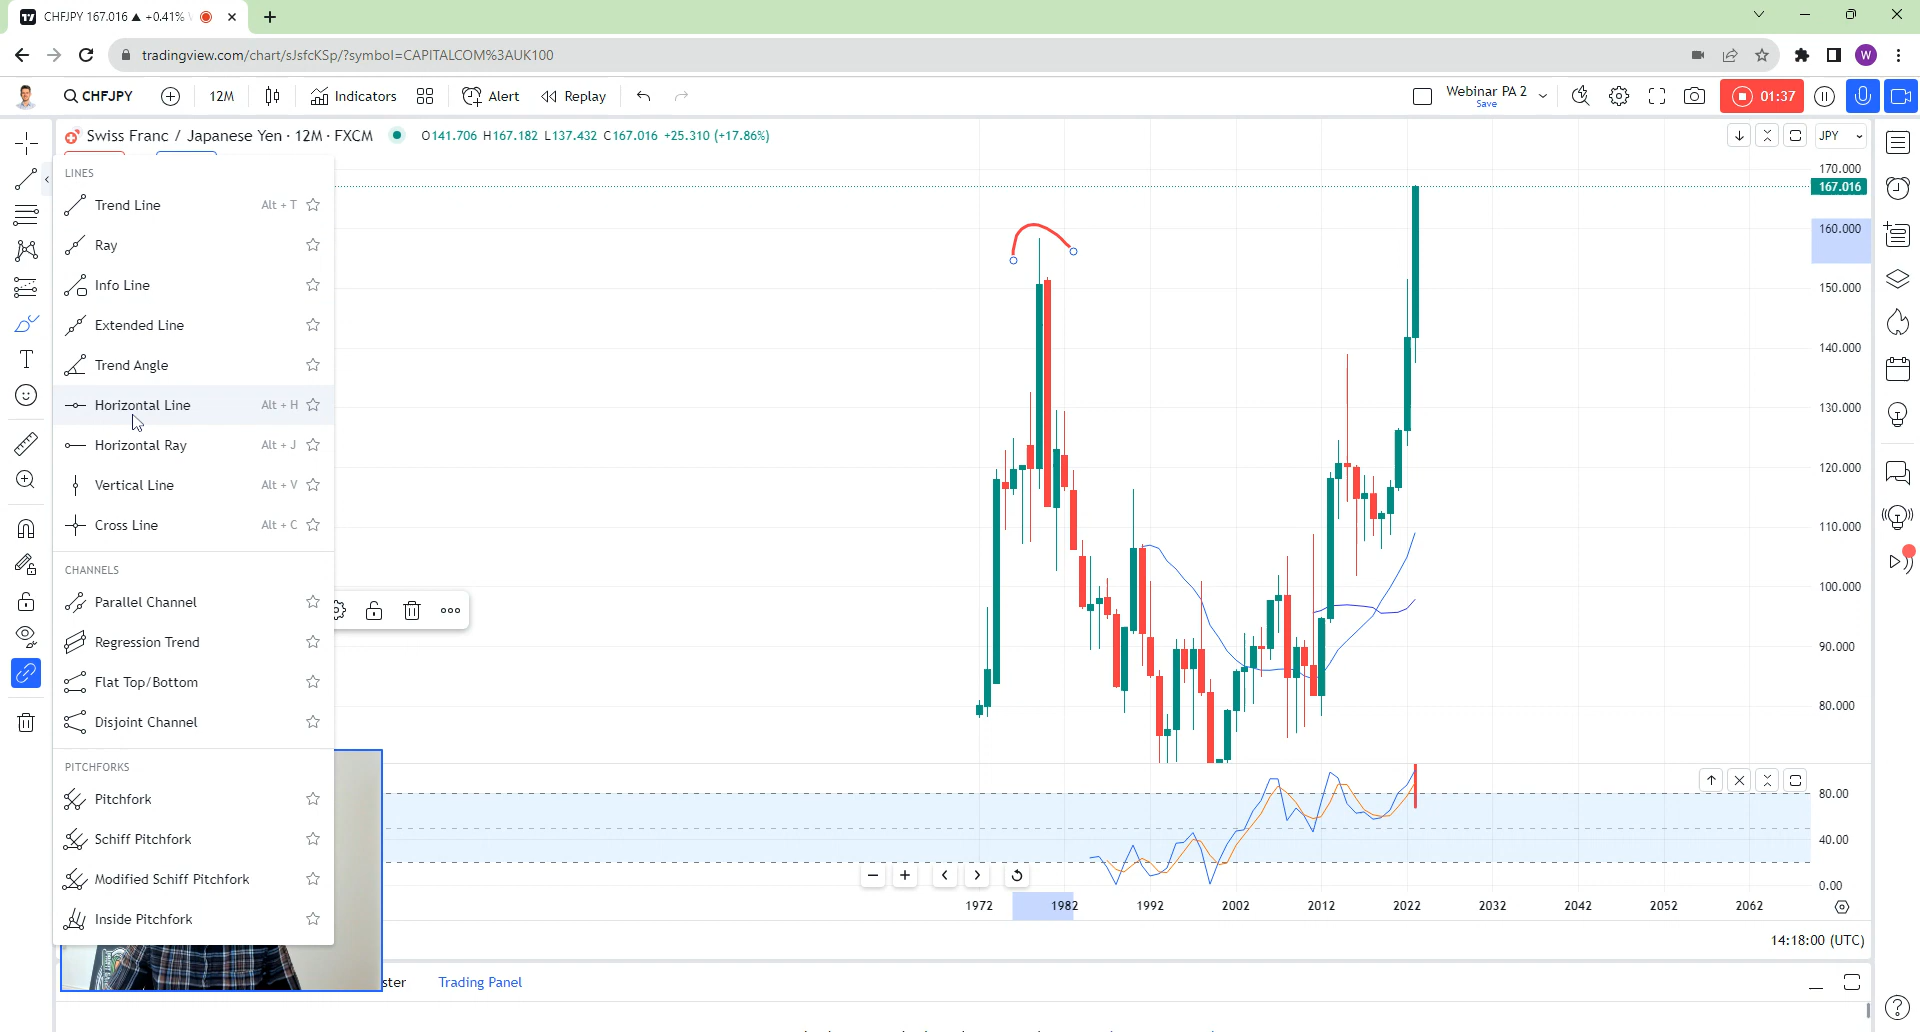 CHFJPY 167.016 ▲ +0.41%
tradingview.com/chart/sJsfcKSp/?symbol=CAPITALCOM%3AUK100
W
CHFJPY
12M
Indicators
Alert
Replay
Webinar PA 2
Save
01:37
Swiss Franc / Japanese Yen · 12M · FXCM
O141.706 H167.182 L137.432 C167.016 +25.310 (+17.86%)
JPY
LINES
Trend Line Alt + T
Ray
Info Line
Extended Line
Trend Angle
Horizontal Line Alt + H
Horizontal Ray Alt + J
Vertical Line Alt + V
Cross Line Alt + C
CHANNELS
Parallel Channel
Regression Trend
Flat Top/Bottom
Disjoint Channel
PITCHFORKS
Pitchfork
Schiff Pitchfork
Modified Schiff Pitchfork
Inside Pitchfork
170.000
167.016
160.000
150.000
140.000
130.000
120.000
110.000
100.000
90.000
80.000
80.00
40.00
0.00
1972 1982 1992 2002 2012 2022 2032 2042 2052 2062
14:18:00 (UTC)
ster
Trading Panel